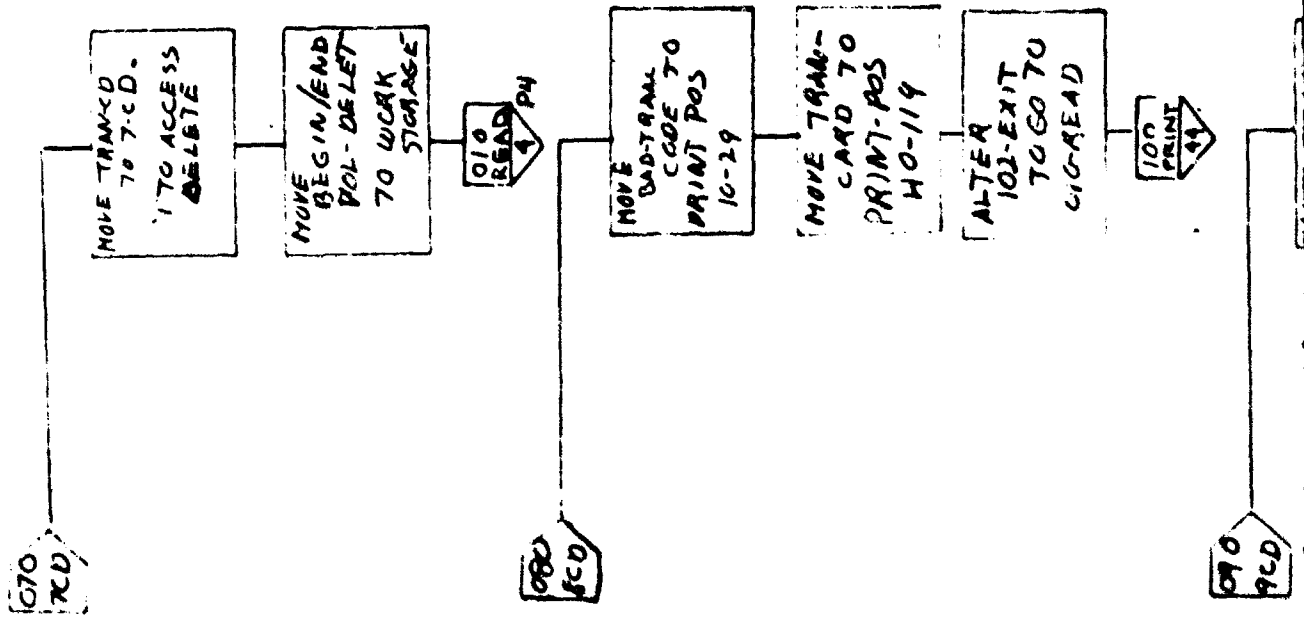 070
7CD
MOVE TRAN-CD
TO 7-CD.
'1 TO ACCESS
DELETE
MOVE
BEGIN/END
POL-DELET
TO WORK
STORAGE
010
READ
4
P4
080
8CD
MOVE
BAD-TRAN
CODE TO
PRINT POS
10-29
MOVE TRAN-
CARD TO
PRINT-POS
40-119
ALTER
102-EXIT
TO GO TO
010-READ
100
PRINT
44
090
9CD